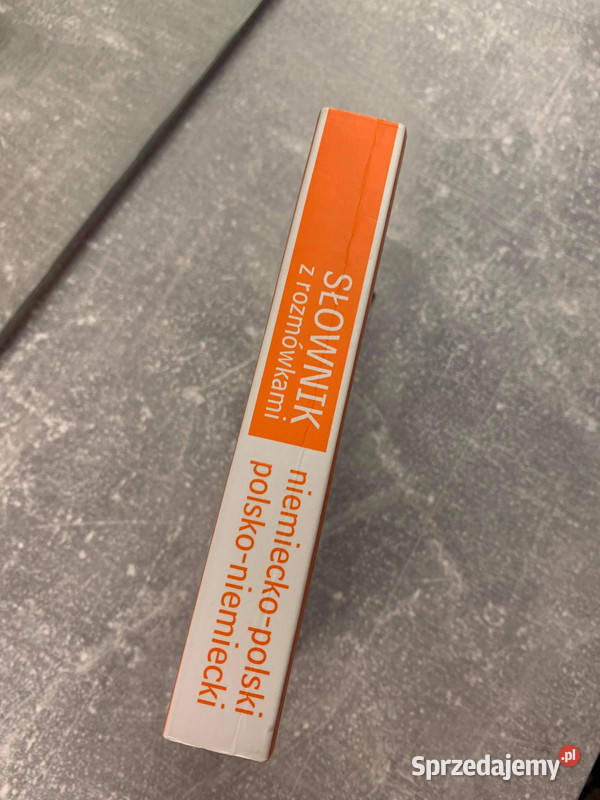 SŁOWNIK
z rozmówkami
niemiecko-polski
polsko-niemiecki
Sprzedajemy.pl